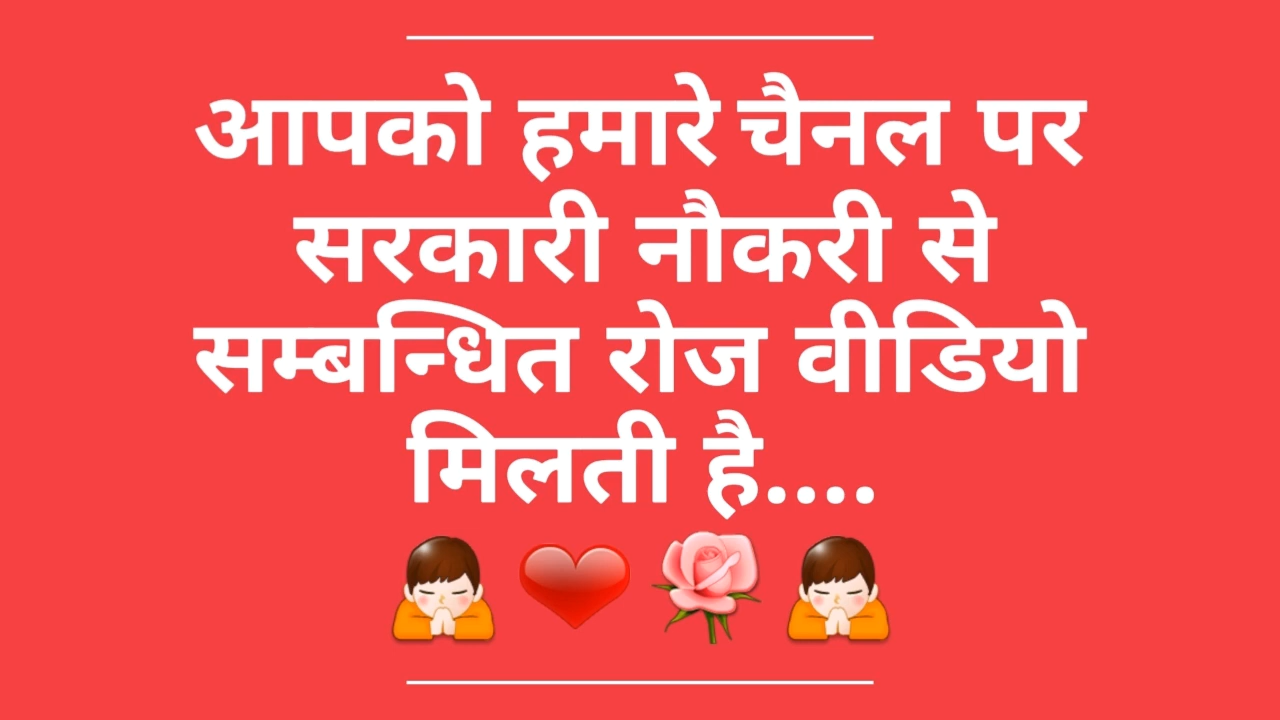 आपको हमारे चैनल पर
सरकारी नौकरी से
सम्बन्धित रोज वीडियो
मिलती है....